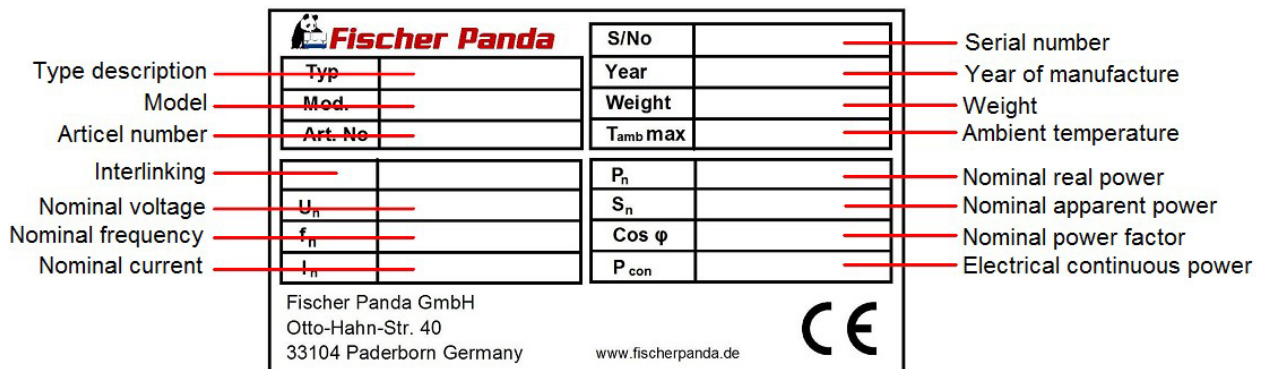 Fischer Panda
Type description
Typ
Model
Mod.
Articel number
Art. No
S/No
Serial number
Year
Year of manufacture
Weight
Weight
Tamb max
Ambient temperature
Interlinking
Nominal voltage
Un
Nominal frequency
fn
Nominal current
In
Pn
Nominal real power
Sn
Nominal apparent power
Cos φ
Nominal power factor
P con
Electrical continuous power
Fischer Panda GmbH
Otto-Hahn-Str. 40
33104 Paderborn Germany
www.fischerpanda.de
CE